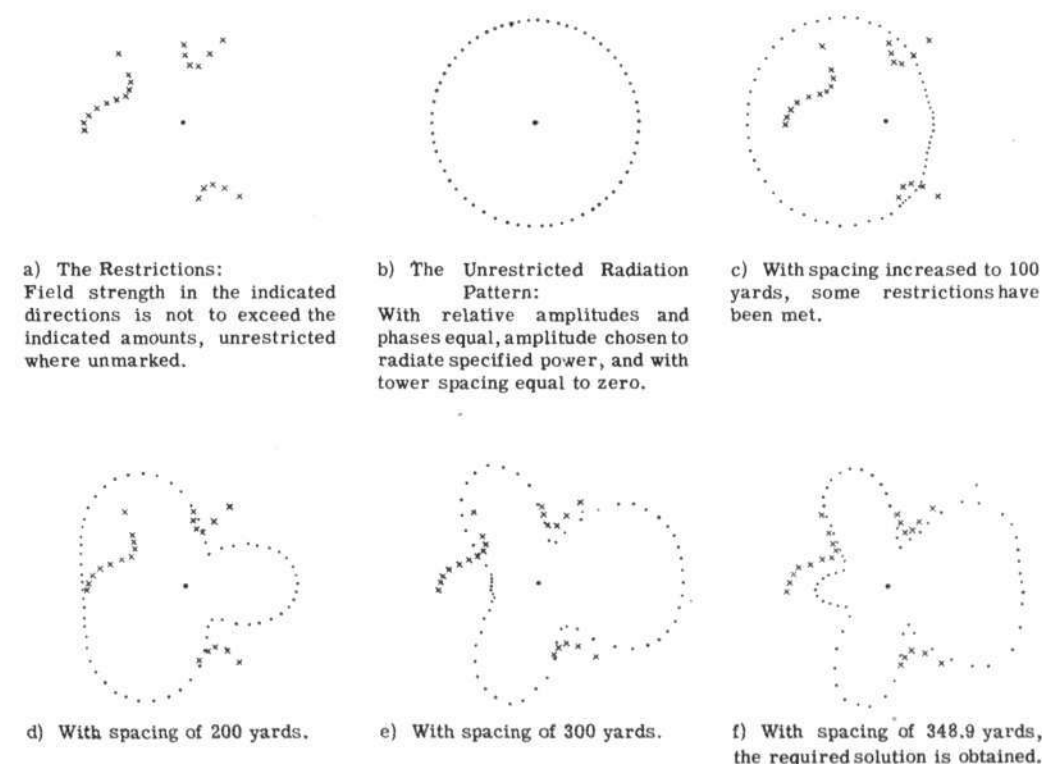 a) The Restrictions:
Field strength in the indicated
directions is not to exceed the
indicated amounts, unrestricted
where unmarked.
b) The Unrestricted Radiation
Pattern:
With relative amplitudes and
phases equal, amplitude chosen to
radiate specified power, and with
tower spacing equal to zero.
c) With spacing increased to 100
yards, some restrictions have
been met.
d) With spacing of 200 yards.
e) With spacing of 300 yards.
f) With spacing of 348.9 yards,
the required solution is obtained.